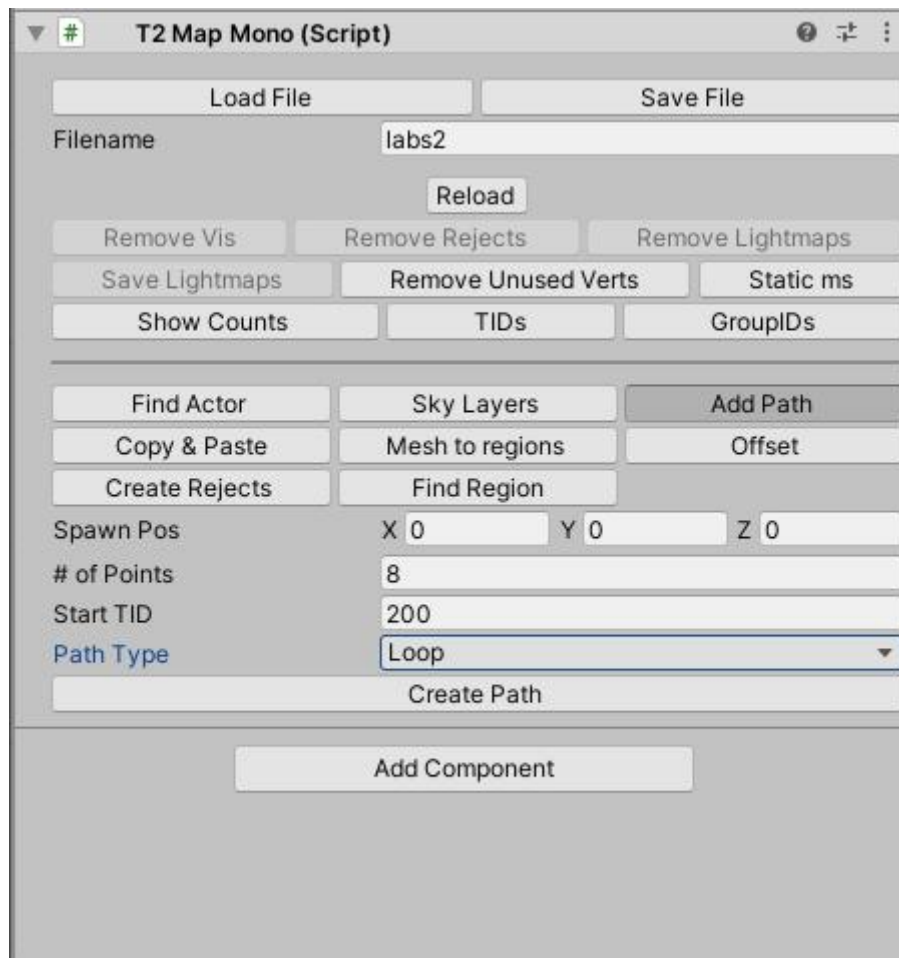 # T2 Map Mono (Script)
Load File Save File
Filename labs2
Reload
Remove Vis Remove Rejects Remove Lightmaps
Save Lightmaps Remove Unused Verts Static ms
Show Counts TIDs GroupIDs
Find Actor Sky Layers Add Path
Copy & Paste Mesh to regions Offset
Create Rejects Find Region
Spawn Pos X 0 Y 0 Z 0
# of Points 8
Start TID 200
Path Type Loop
Create Path
Add Component